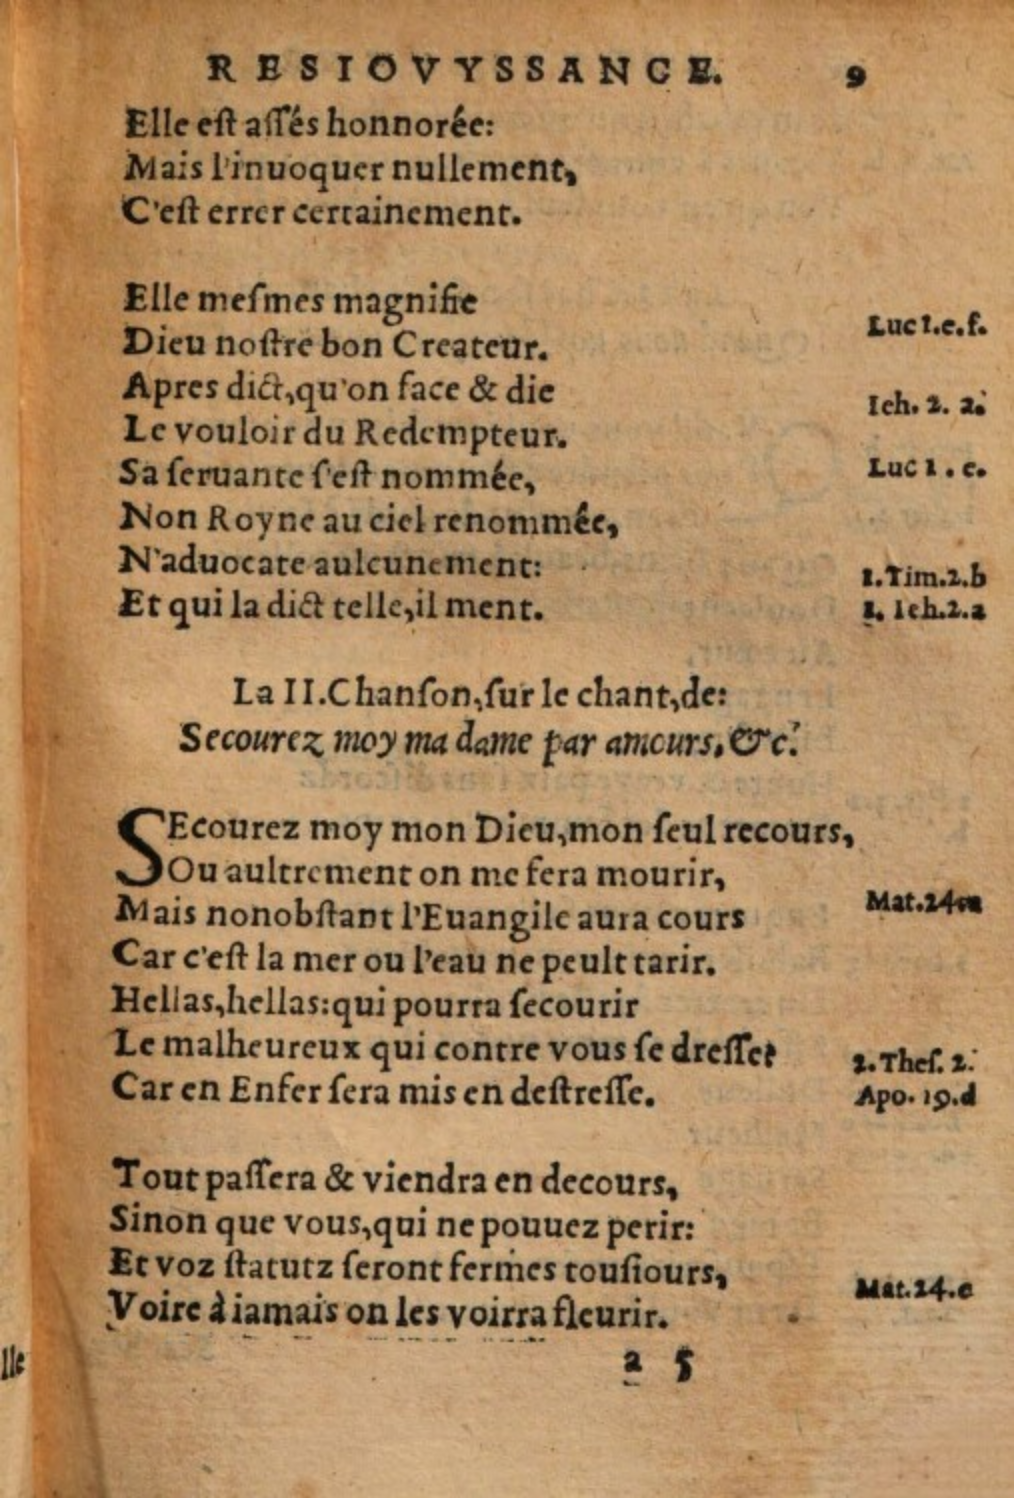 RESIOVYSSANCE. 9
Elle eſt aſſés honnorée:
Mais l'inuoquer nullement,
C'eſt errer certainement.
Elle meſmes magnifie
Luc 1.e.f.
Dieu noſtre bon Createur.
Apres dict, qu'on face & die
Ieh. 2. a.
Le vouloir du Redempteur.
Sa ſeruante s'eſt nommée,
Luc 1. e.
Non Royne au ciel renommée,
N'aduocate aulcunement:
1.Tim.2.b
Et qui la dict telle, il ment.
1. Ieh.2.a
La II. Chanſon, ſur le chant, de:
Secourez moy ma dame par amours, &c.
SEcourez moy mon Dieu, mon ſeul recours,
Ou aultrement on me fera mourir,
Mais nonobſtant l'Euangile aura cours
Mat.24
Car c'eſt la mer ou l'eau ne peult tarir.
Hellas, hellas: qui pourra ſecourir
Le malheureux qui contre vous ſe dreſſe?
2. Theſ. 2.
Car en Enfer ſera mis en deſtreſſe.
Apo. 19.d
Tout paſſera & viendra en decours,
Sinon que vous, qui ne pouuez perir:
Et voz ſtatutz ſeront fermes touſiours,
Mat.24.c
Voire à iamais on les voirra fleurir.
a 5
lle